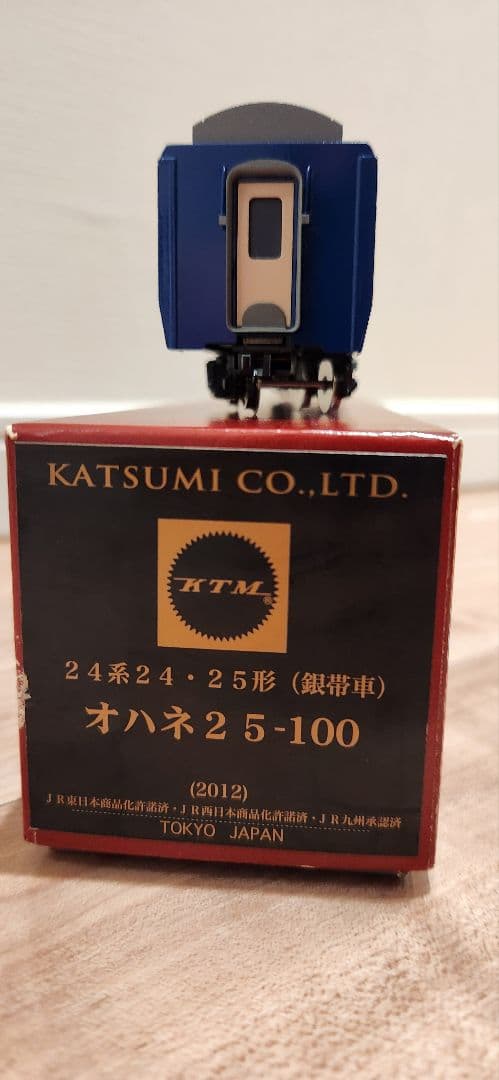 KATSUMI CO.,LTD.
KTM®
24系24・25形（銀帯車）
オハネ25-100
(2012)
JR東日本商品化許諾済・JR西日本商品化許諾済・JR九州承認済
TOKYO JAPAN